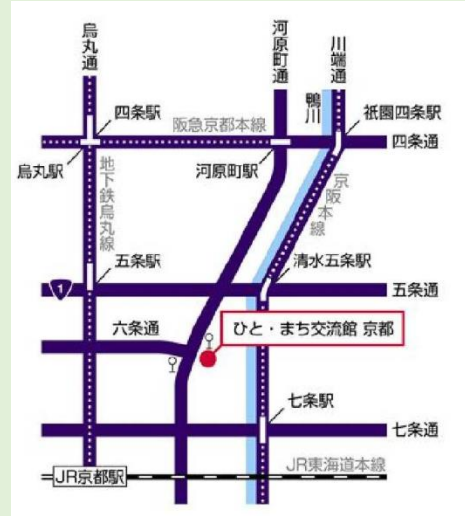 烏丸通
河原町通
川端通
鴨川
四条駅
阪急京都本線
祇園四条駅
四条通
烏丸駅
地下鉄烏丸線
河原町駅
京阪本線
五条駅
清水五条駅
1
五条通
六条通
ひと・まち交流館 京都
七条駅
七条通
JR東海道本線
JR京都駅